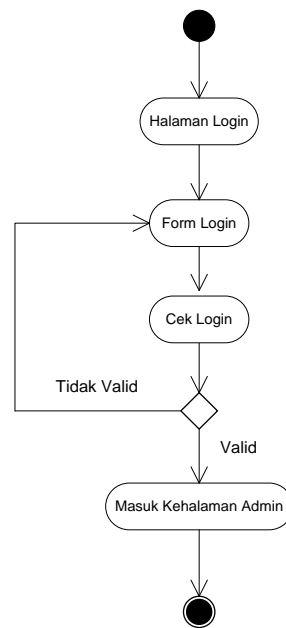 Halaman Login
Form Login
Cek Login
Tidak Valid
Valid
Masuk Kehalaman Admin